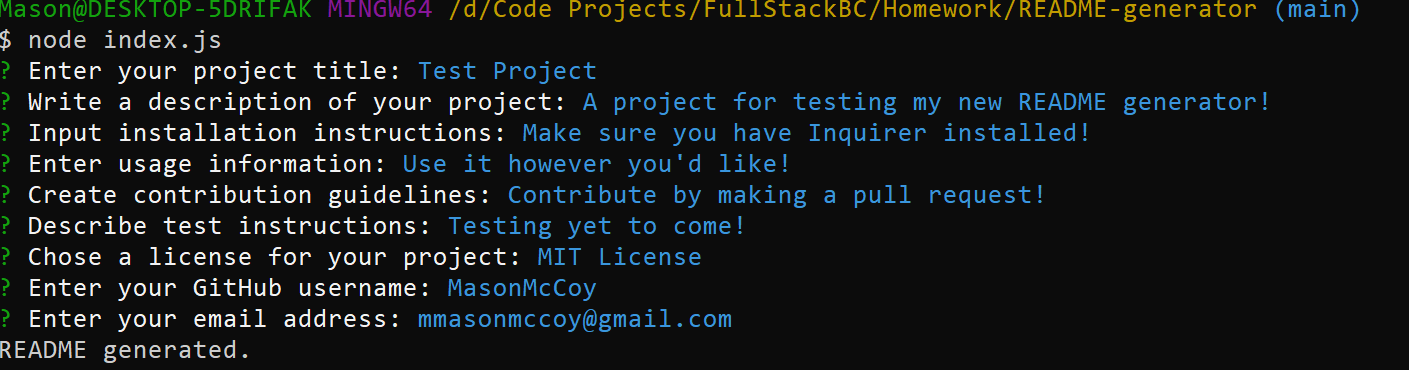 Mason@DESKTOP-5DRIFAK MINGW64 /d/Code Projects/FullStackBC/Homework/README-generator (main)
$ node index.js
? Enter your project title: Test Project
? Write a description of your project: A project for testing my new README generator!
? Input installation instructions: Make sure you have Inquirer installed!
? Enter usage information: Use it however you'd like!
? Create contribution guidelines: Contribute by making a pull request!
? Describe test instructions: Testing yet to come!
? Chose a license for your project: MIT License
? Enter your GitHub username: MasonMcCoy
? Enter your email address: mmasonmccoy@gmail.com
README generated.